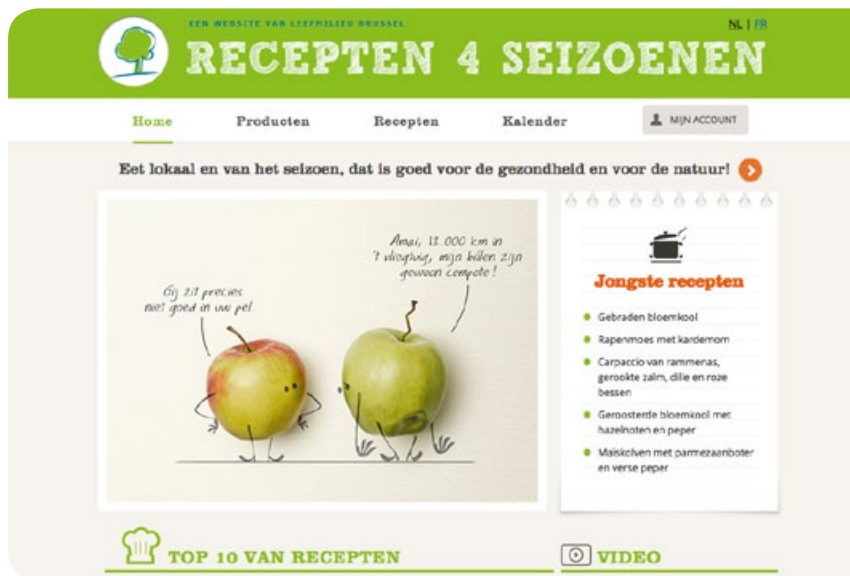 EEN WEBSITE VAN LEEFMILIEU BRUSSEL
NL | FR
RECEPTEN 4 SEIZOENEN
Home
Producten
Recepten
Kalender
MIJN ACCOUNT
Eet lokaal en van het seizoen, dat is goed voor de gezondheid en voor de natuur!
Amai, 12.000 km in
't vliegtuig, mijn billen zijn
gewoon compote!
Gij zit precies
niet goed in uw pel.
Jongste recepten
Gebraden bloemkool
Rapenmoes met kardemom
Carpaccio van rammenas,
gerookte zalm, dille en roze
bessen
Geroosterde bloemkool met
hazelnoten en peper
Maiskolven met parmezaanboter
en verse peper
TOP 10 VAN RECEPTEN
VIDEO